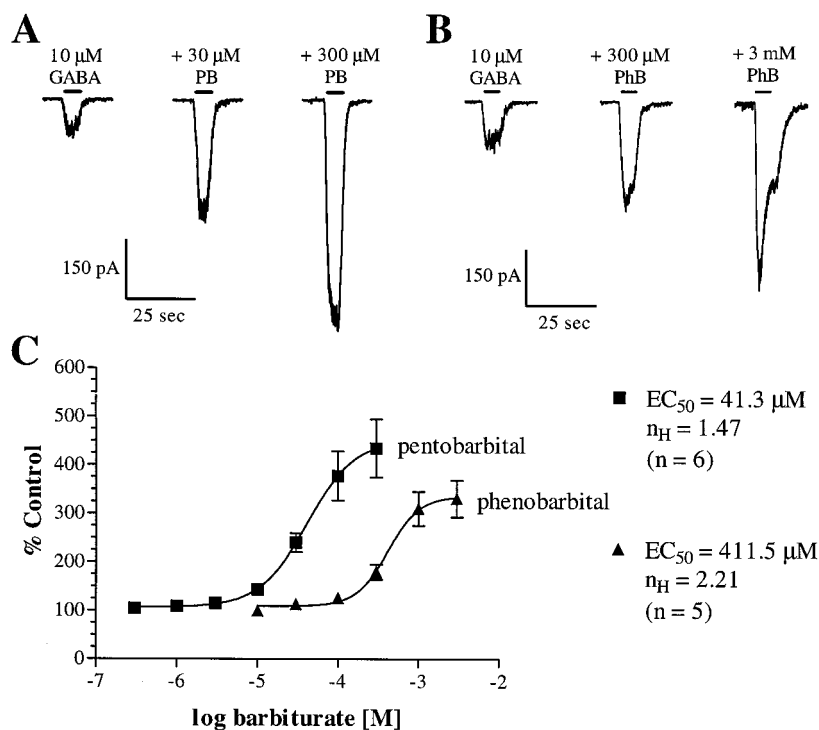 A
10 µM
GABA
+ 30 µM
PB
+ 300 µM
PB
150 pA
25 sec
B
10 µM
GABA
+ 300 µM
PhB
+ 3 mM
PhB
150 pA
25 sec
C
600
500
400
300
200
100
0
% Control
-7
-6
-5
-4
-3
-2
log barbiturate [M]
pentobarbital
phenobarbital
EC50 = 41.3 µM
nH = 1.47
(n = 6)
EC50 = 411.5 µM
nH = 2.21
(n = 5)